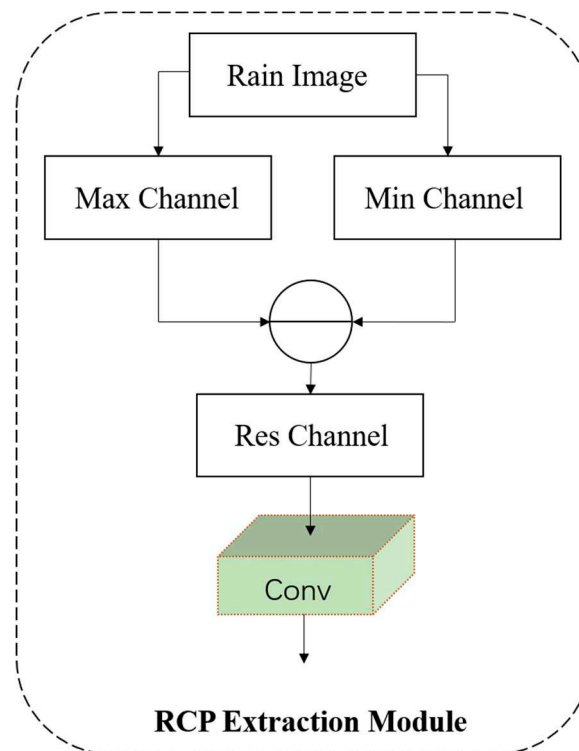 Rain Image
Max Channel
Min Channel
Res Channel
Conv
RCP Extraction Module